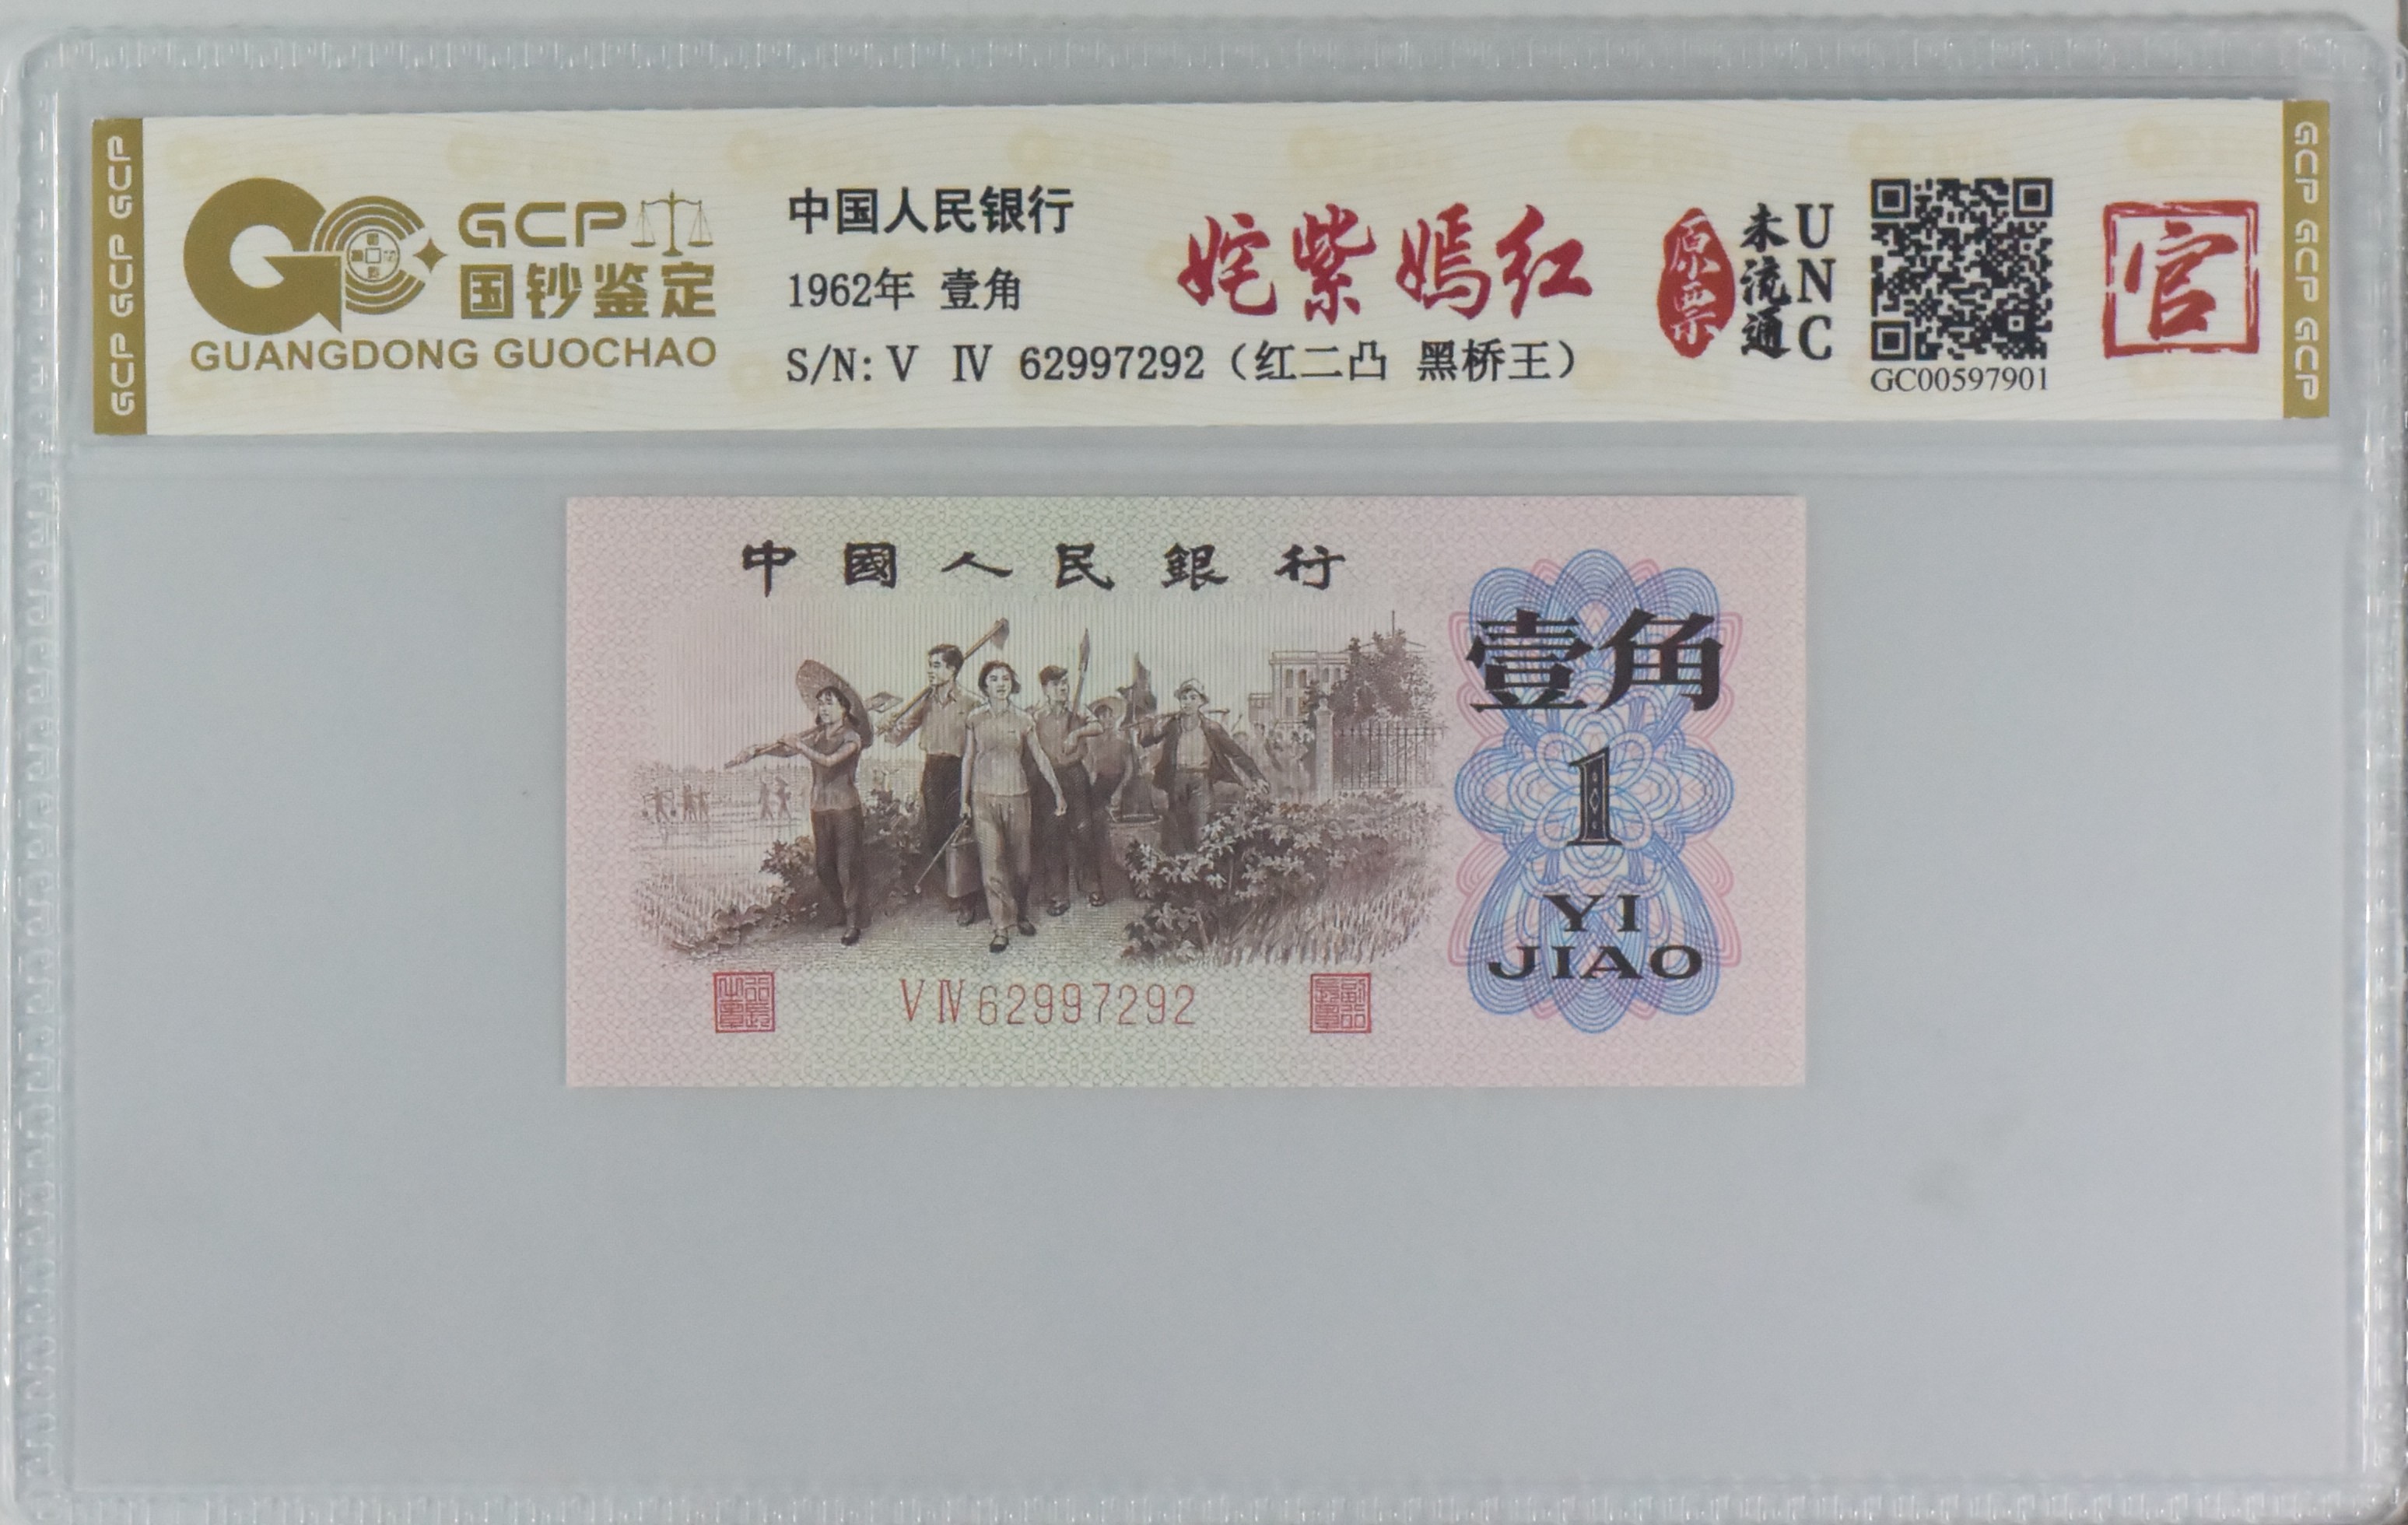 GCP GCP GCP
GCP
国钞鉴定
GUANGDONG GUOCHAO
中国人民银行
1962年 壹角
S/N: Ⅴ Ⅳ 62997292（红二凸 黑桥王）
姹紫嫣红
原票
未流通
UNC
GC00597901
官
GCP GCP GCP
中國人民銀行
壹角
1
YI
JIAO
Ⅴ Ⅳ 62997292